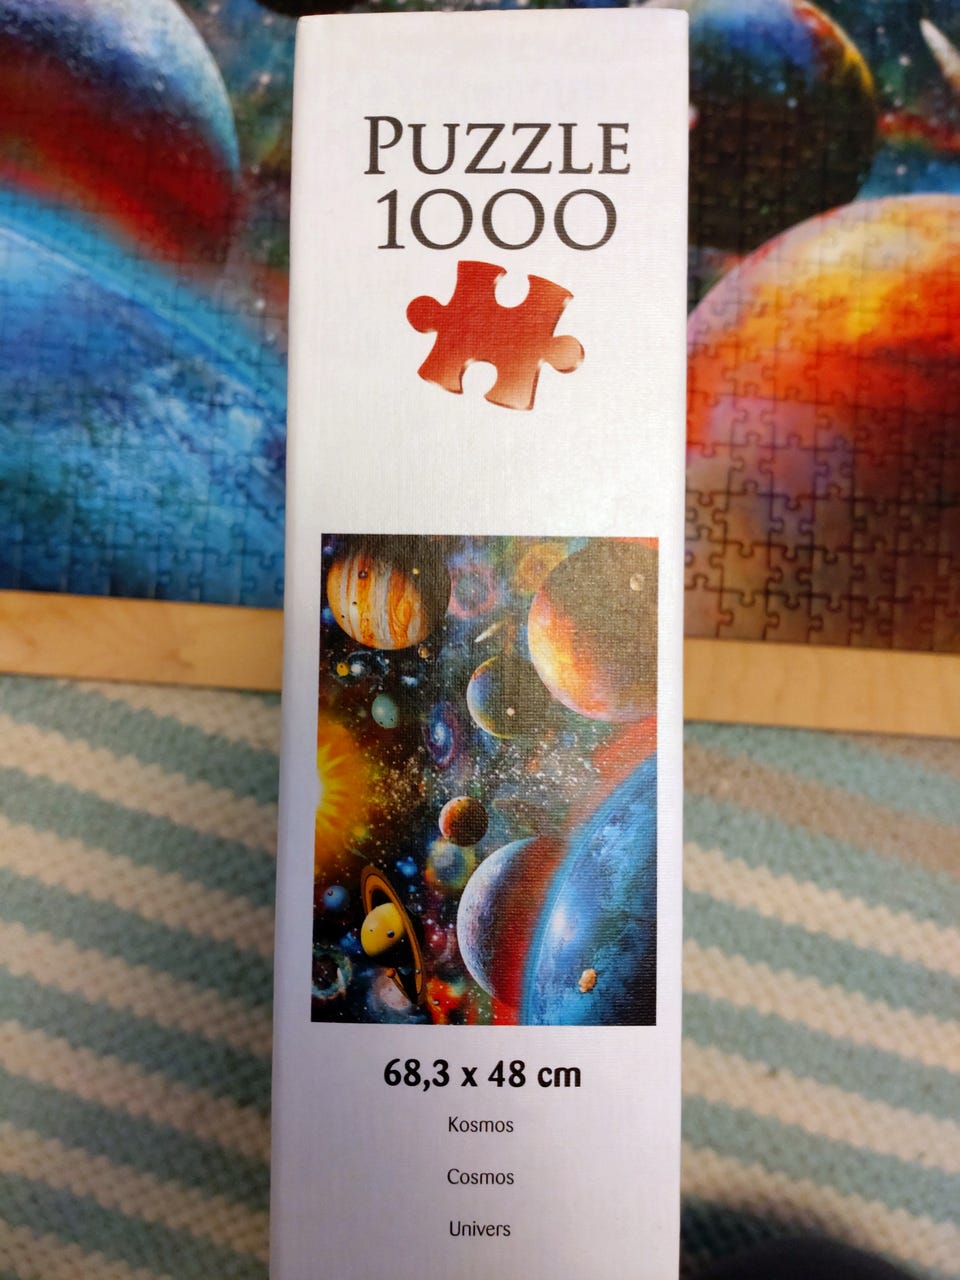 PUZZLE
1000
68,3 x 48 cm
Kosmos
Cosmos
Univers